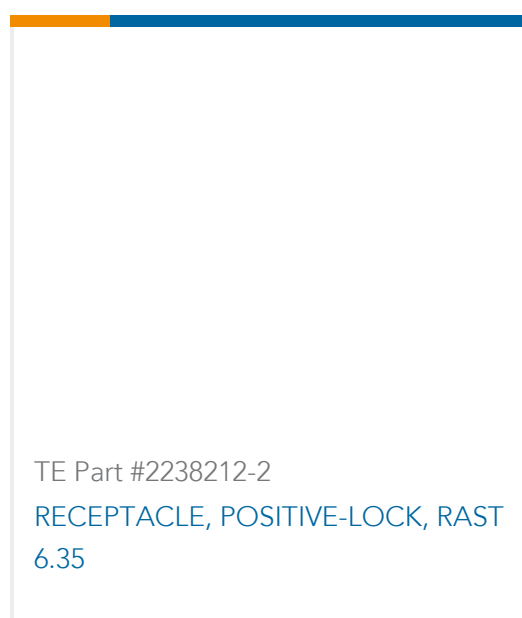 TE Part #2238212-2
RECEPTACLE, POSITIVE-LOCK, RAST
6.35